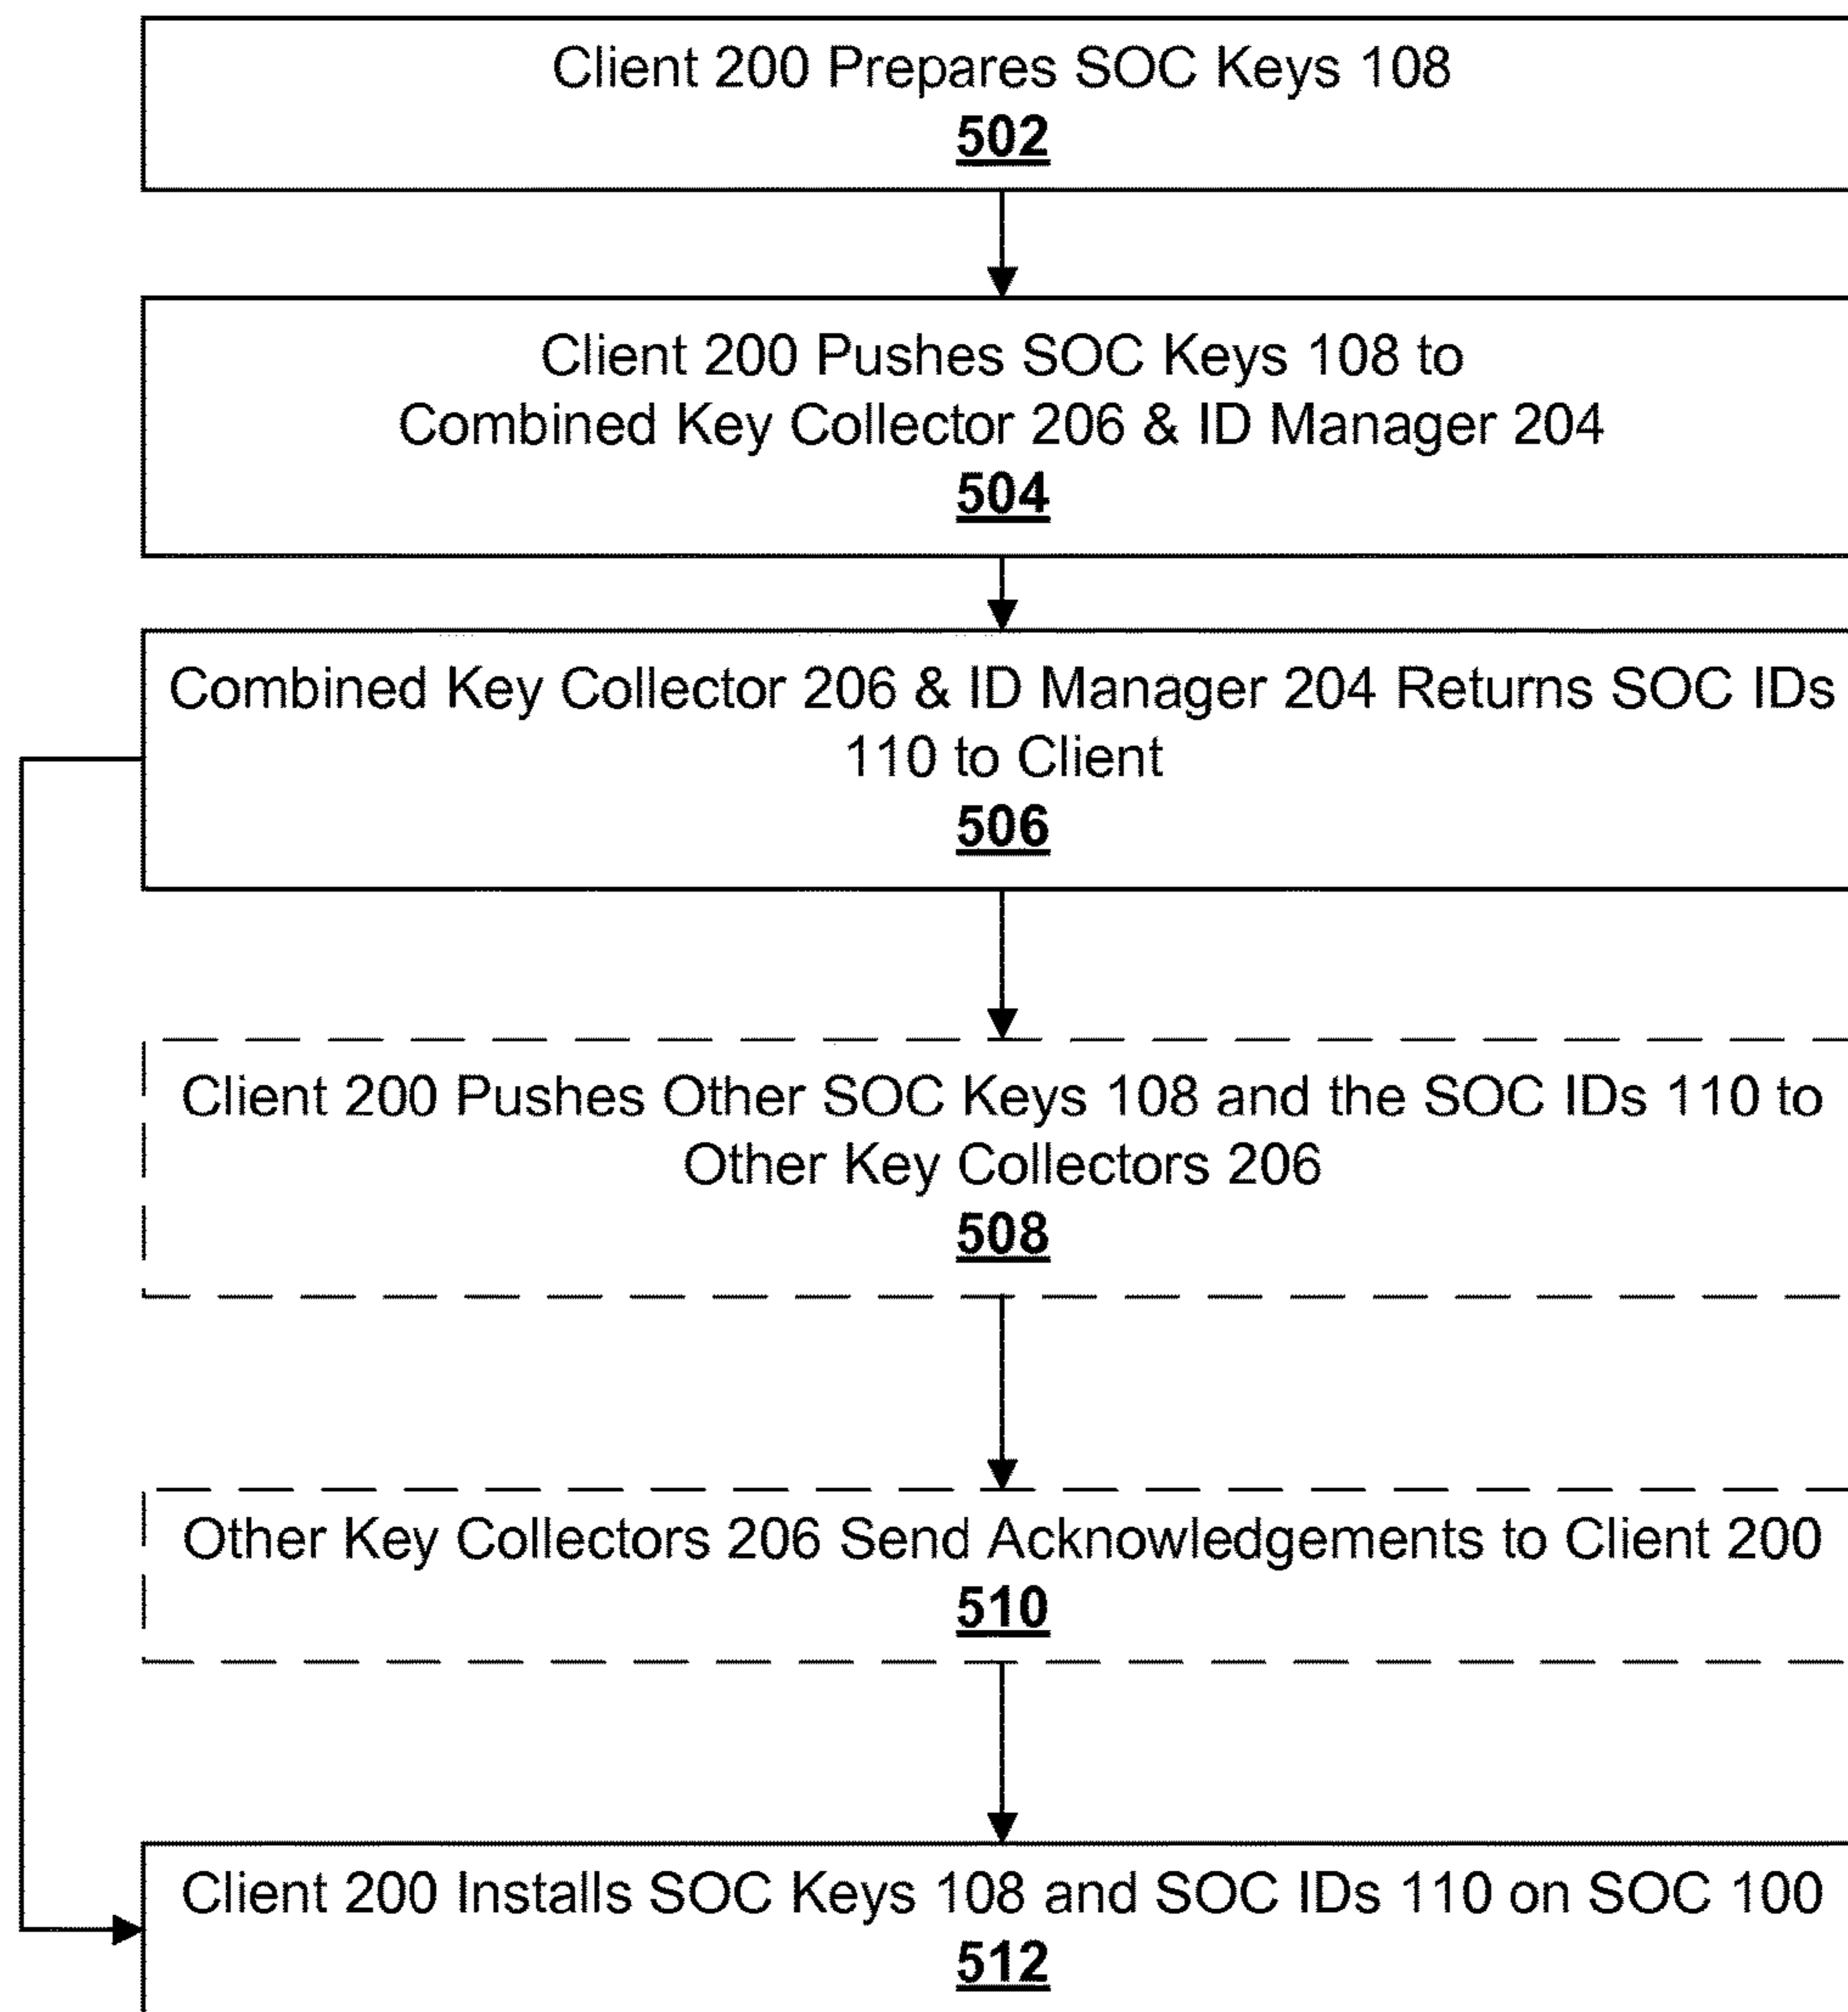 Client 200 Prepares SOC Keys 108
502
Client 200 Pushes SOC Keys 108 to
Combined Key Collector 206 & ID Manager 204
504
Combined Key Collector 206 & ID Manager 204 Returns SOC IDs
110 to Client
506
Client 200 Pushes Other SOC Keys 108 and the SOC IDs 110 to
Other Key Collectors 206
508
Other Key Collectors 206 Send Acknowledgements to Client 200
510
Client 200 Installs SOC Keys 108 and SOC IDs 110 on SOC 100
512